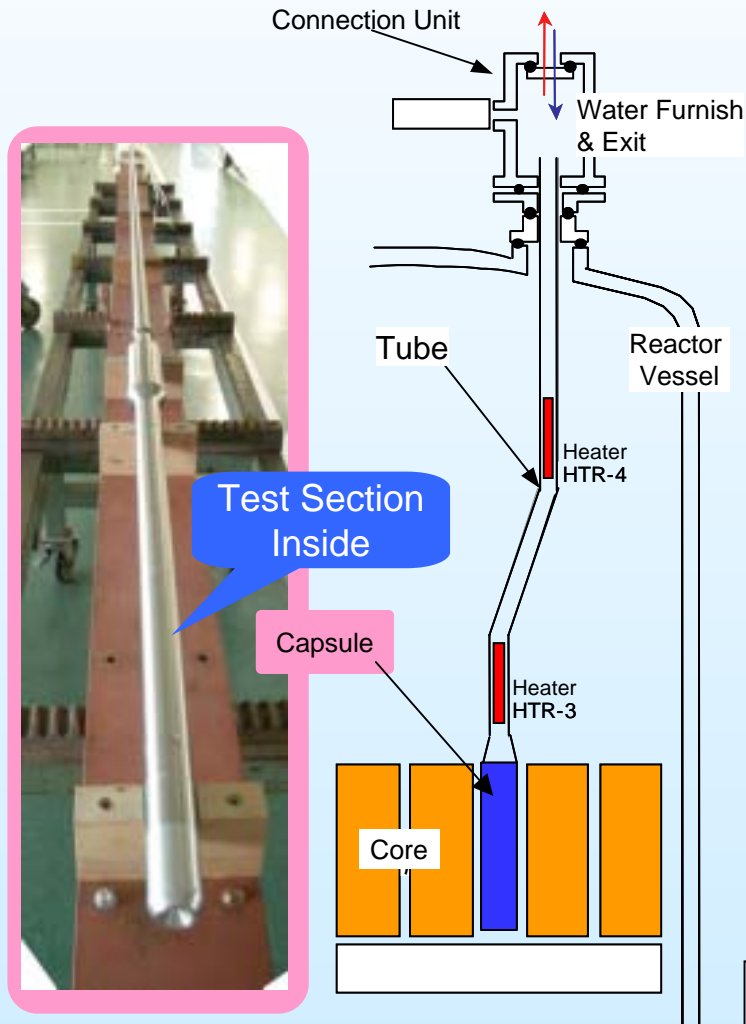 Connection Unit
Water Furnish
& Exit
Tube
Reactor
Vessel
Heater
HTR-4
Test Section
Inside
Capsule
Heater
HTR-3
Core